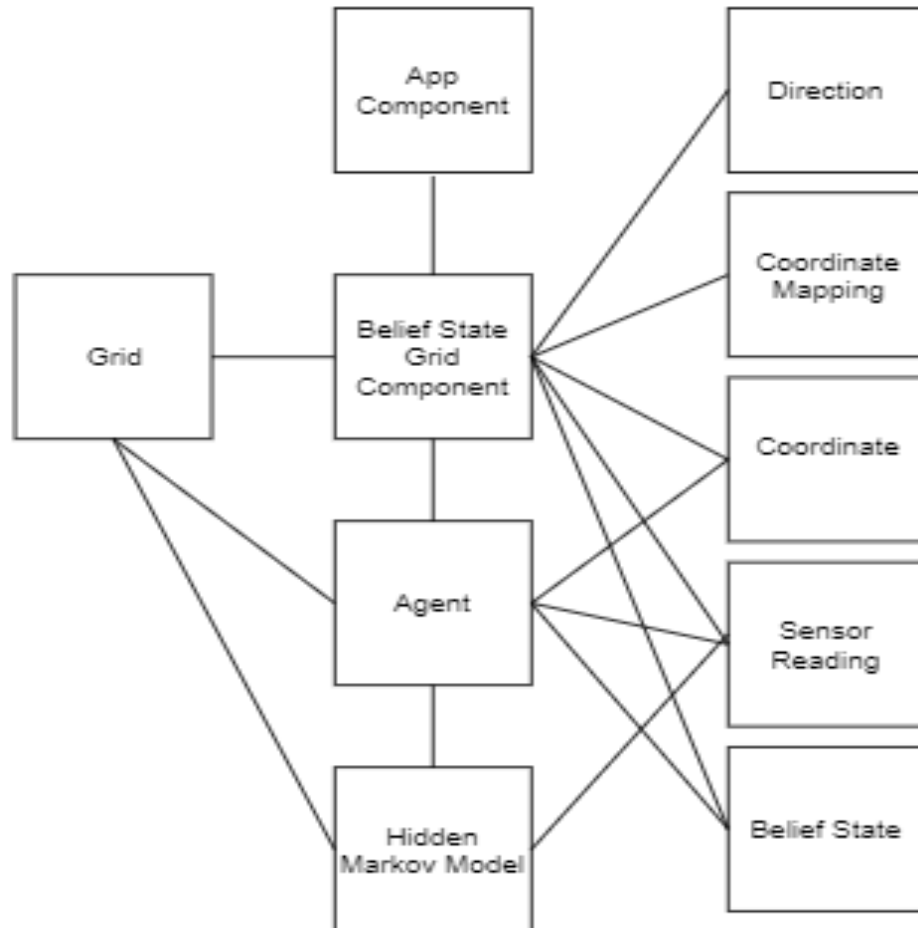 App
Component
Direction
Coordinate
Mapping
Grid
Belief State
Grid
Component
Coordinate
Agent
Sensor
Reading
Hidden
Markov Model
Belief State